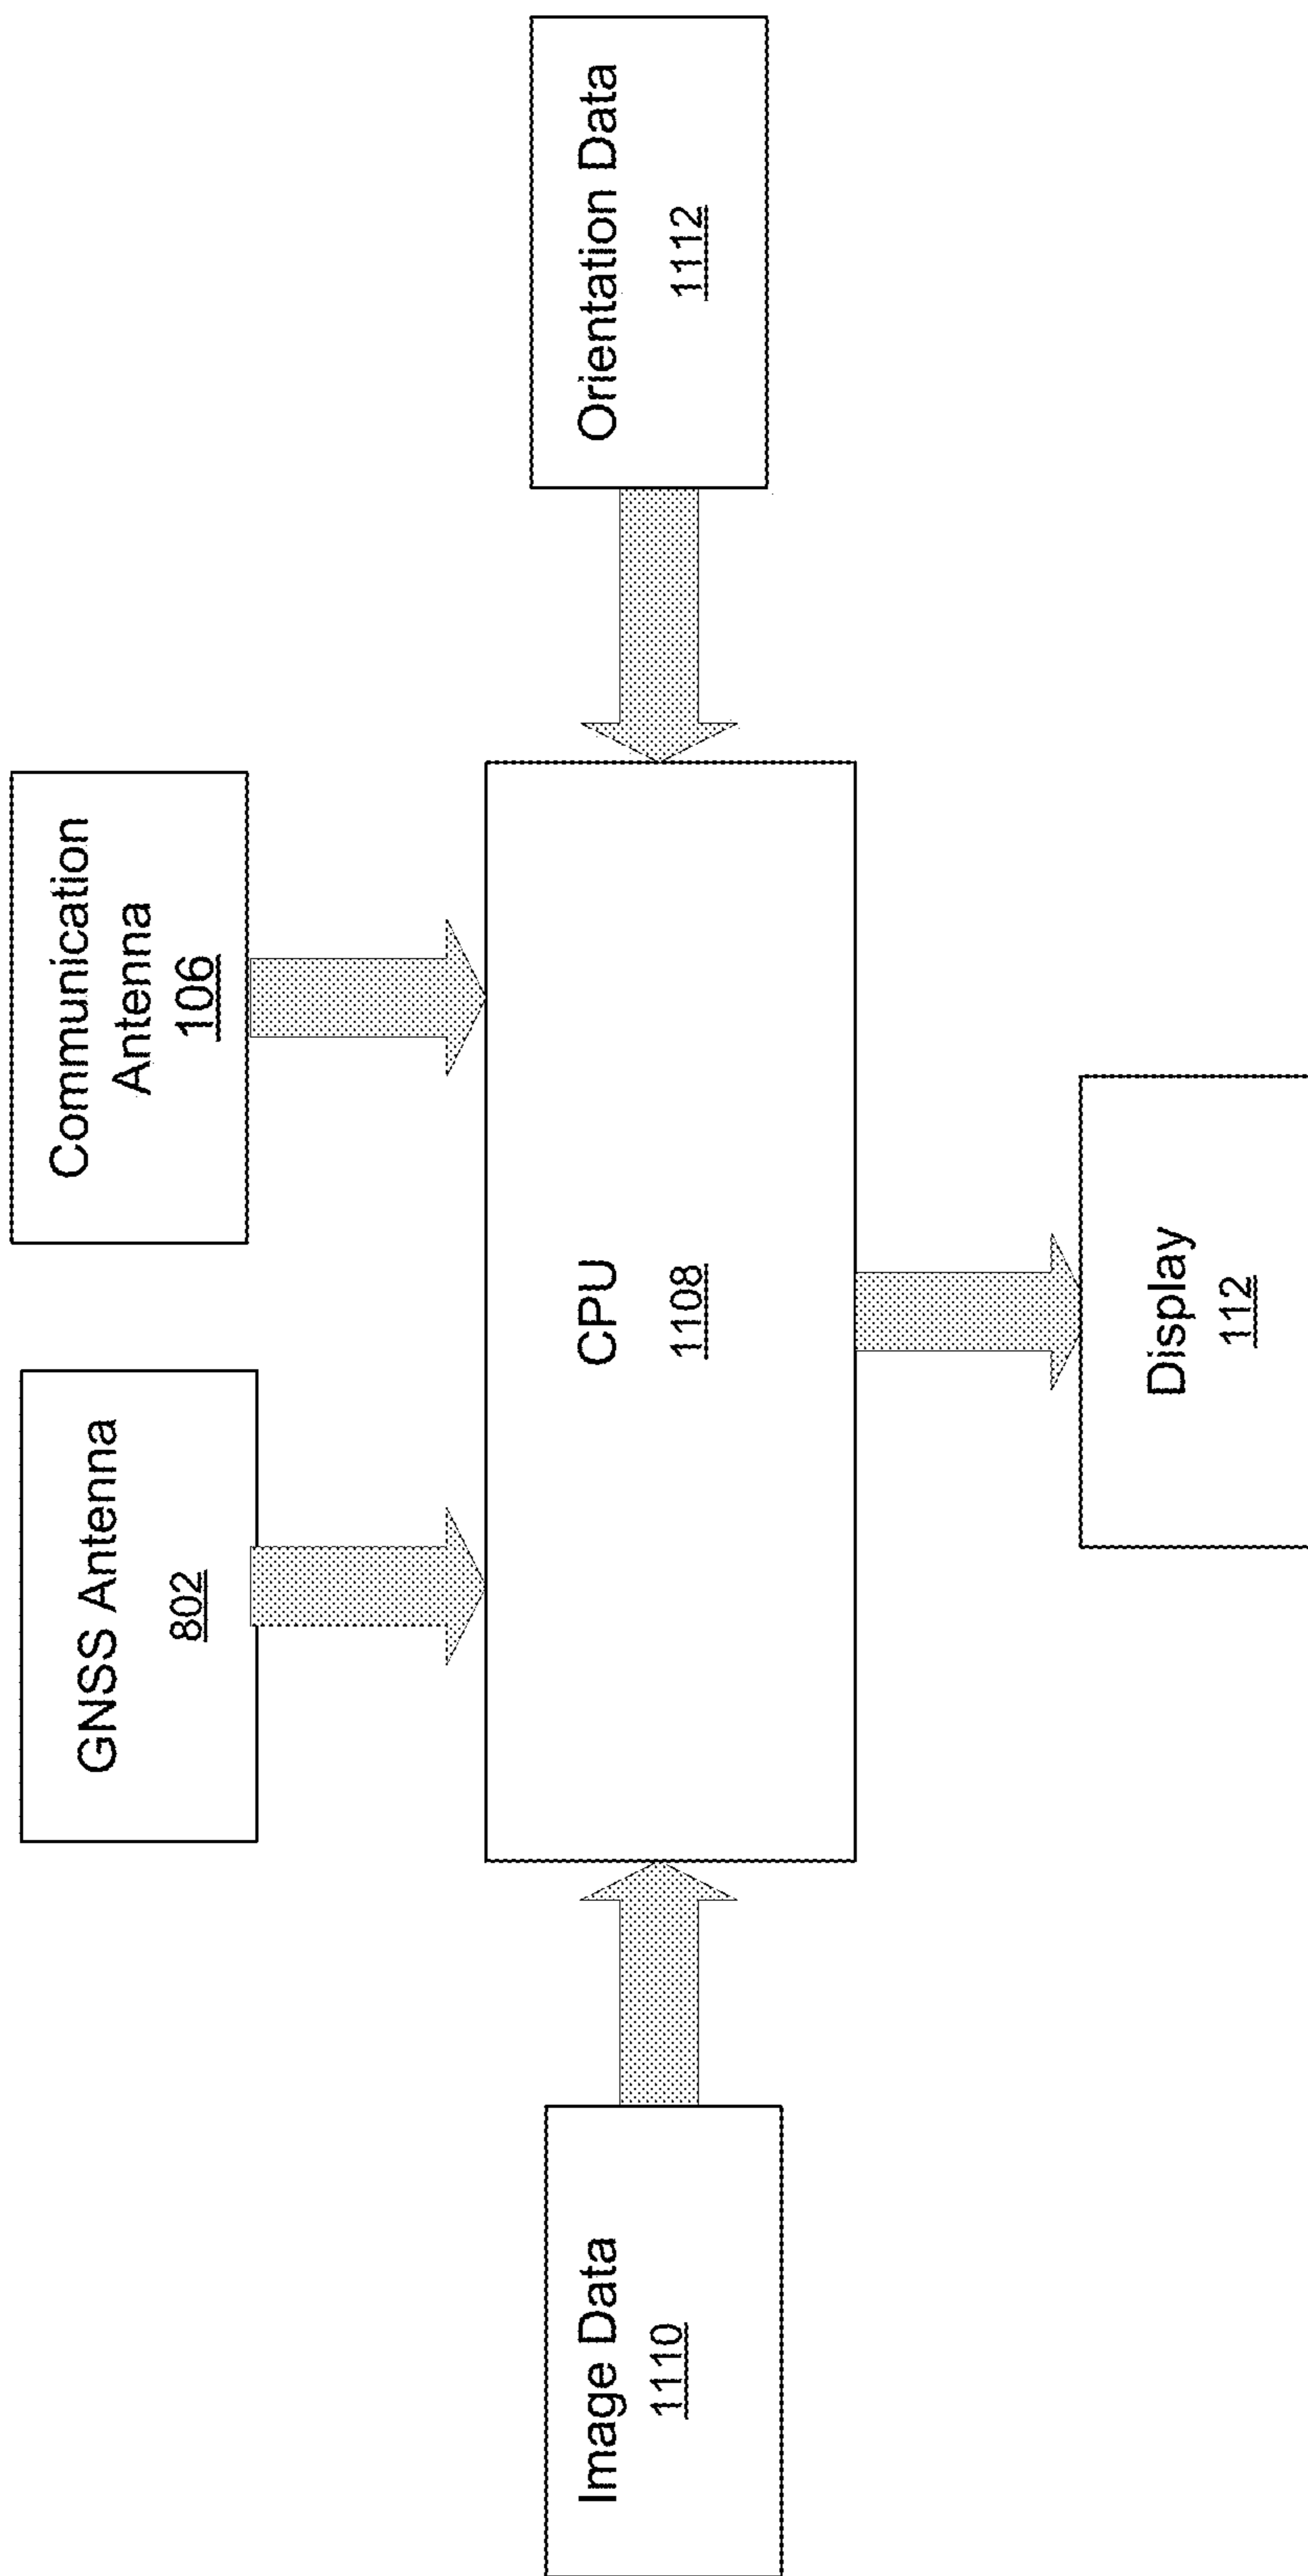 GNSS Antenna
802
Communication
Antenna
106
Image Data
1110
CPU
1108
Orientation Data
1112
Display
112